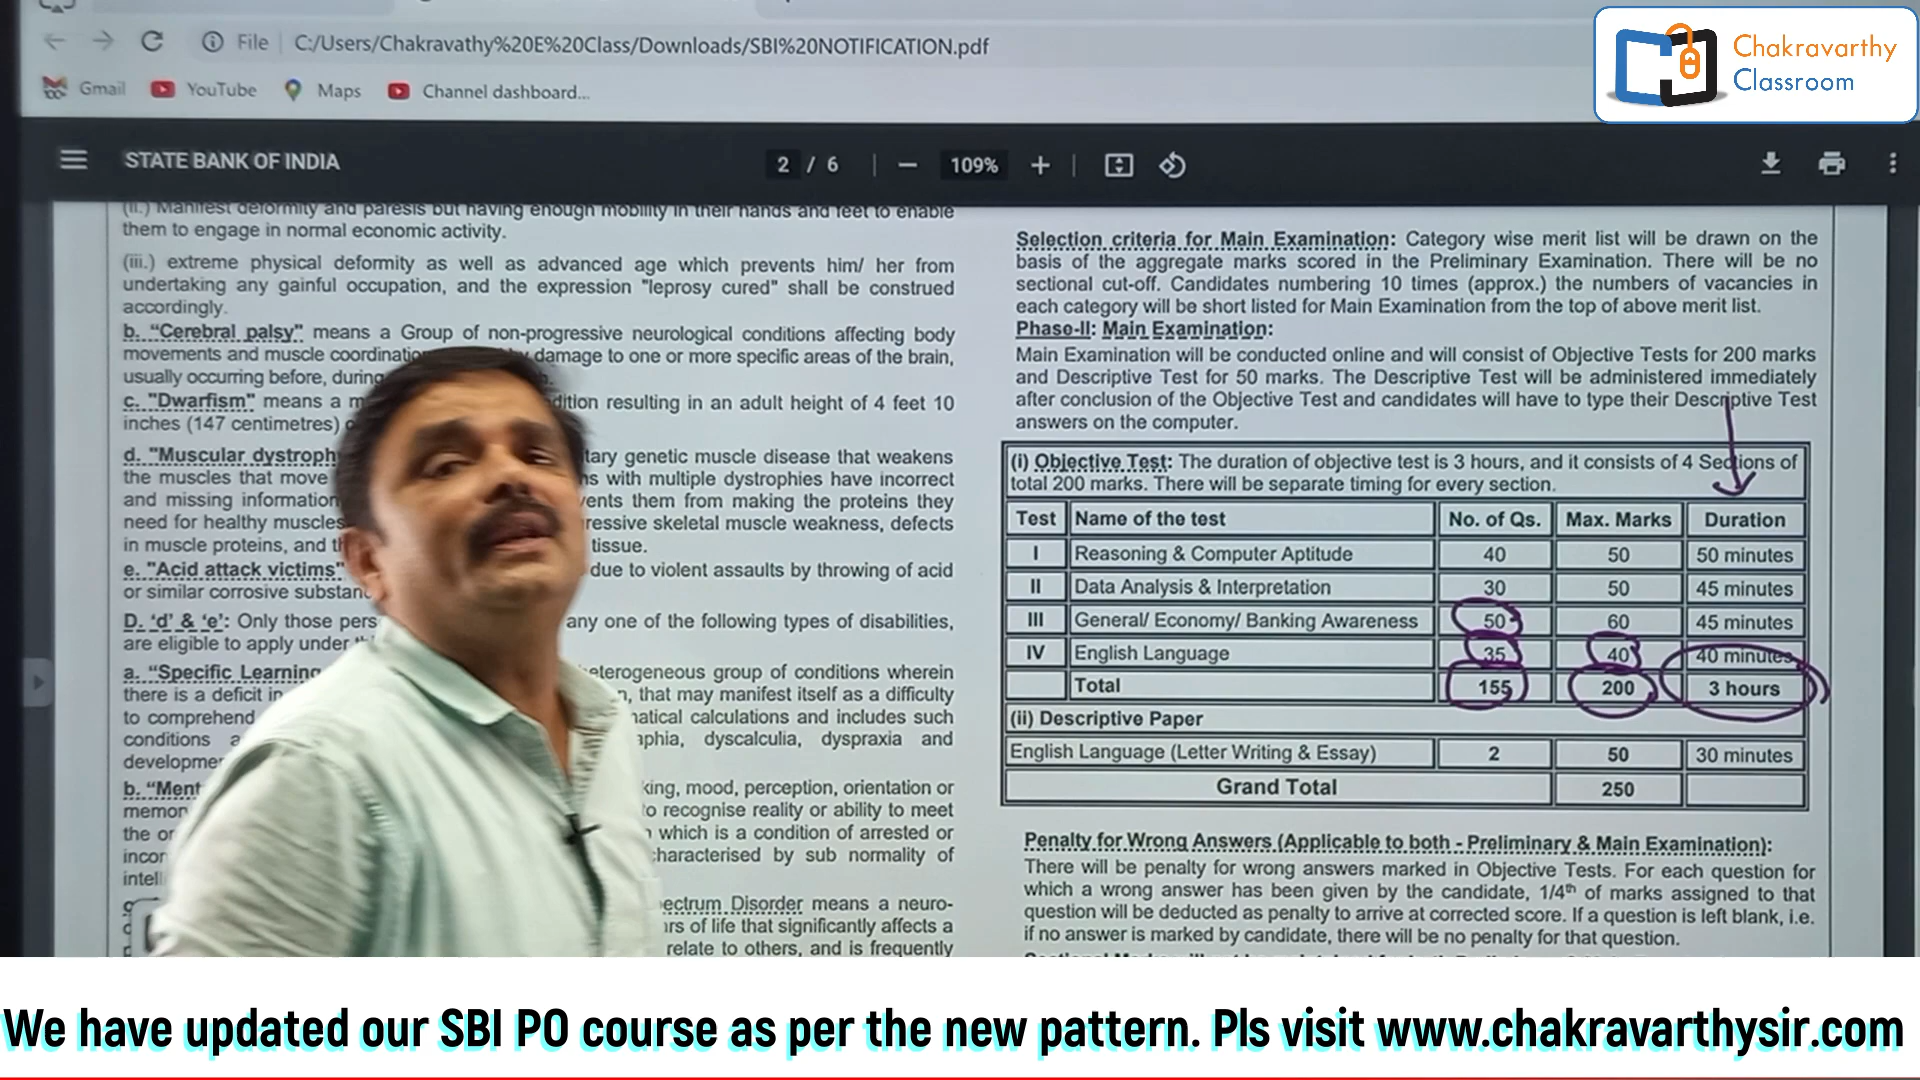 File C:/Users/Chakravathy%20E%20Class/Downloads/SBI%20NOTIFICATION.pdf
Chakravarthy
Classroom
Gmail YouTube Maps Channel dashboard...
STATE BANK OF INDIA 2 / 6 109%
(ii.) Manifest deformity and paresis but having enough mobility in their hands and feet to enable
them to engage in normal economic activity.
(iii.) extreme physical deformity as well as advanced age which prevents him/ her from
undertaking any gainful occupation, and the expression "leprosy cured" shall be construed
accordingly.
b. “Cerebral palsy” means a Group of non-progressive neurological conditions affecting body
movements and muscle damage to one or more specific areas of the brain,
usually occurring before,
c. "Dwarfism" means a resulting in an adult height of 4 feet 10
inches (147 centimetres)
d. "Muscular genetic muscle disease that weakens
the muscles that move with multiple dystrophies have incorrect
and missing them from making the proteins they
need for healthy skeletal muscle weakness, defects
in muscle proteins, and tissue.
e. "Acid attack victims" due to violent assaults by throwing of acid
or similar corrosive
D. ‘d’ & ‘e’: Only those any one of the following types of disabilities,
are eligible to apply under
a. “Specific Learning group of conditions wherein
there is a deficit that may manifest itself as a difficulty
to comprehend calculations and includes such
conditions dyscalculia, dyspraxia and
b. mood, perception, orientation or
to recognise reality or ability to meet
the which is a condition of arrested or
characterised by sub normality of
Disorder means a neuro-
of life that significantly affects a
relate to others, and is frequently
Selection criteria for Main Examination: Category wise merit list will be drawn on the
basis of the aggregate marks scored in the Preliminary Examination. There will be no
sectional cut-off. Candidates numbering 10 times (approx.) the numbers of vacancies in
each category will be short listed for Main Examination from the top of above merit list.
Phase-II: Main Examination:
Main Examination will be conducted online and will consist of Objective Tests for 200 marks
and Descriptive Test for 50 marks. The Descriptive Test will be administered immediately
after conclusion of the Objective Test and candidates will have to type their Descriptive Test
answers on the computer.
(i) Objective Test: The duration of objective test is 3 hours, and it consists of 4 Sections of
total 200 marks. There will be separate timing for every section.
Test Name of the test No. of Qs. Max. Marks Duration
I Reasoning & Computer Aptitude 40 50 50 minutes
II Data Analysis & Interpretation 30 50 45 minutes
III General/ Economy/ Banking Awareness 50 60 45 minutes
IV English Language 35 40 40 minutes
Total 155 200 3 hours
(ii) Descriptive Paper
English Language (Letter Writing & Essay) 2 50 30 minutes
Grand Total 250
Penalty for Wrong Answers (Applicable to both - Preliminary & Main Examination):
There will be penalty for wrong answers marked in Objective Tests. For each question for
which a wrong answer has been given by the candidate, 1/4th of marks assigned to that
question will be deducted as penalty to arrive at corrected score. If a question is left blank, i.e.
if no answer is marked by candidate, there will be no penalty for that question.
We have updated our SBI PO course as per the new pattern. Pls visit www.chakravarthysir.com